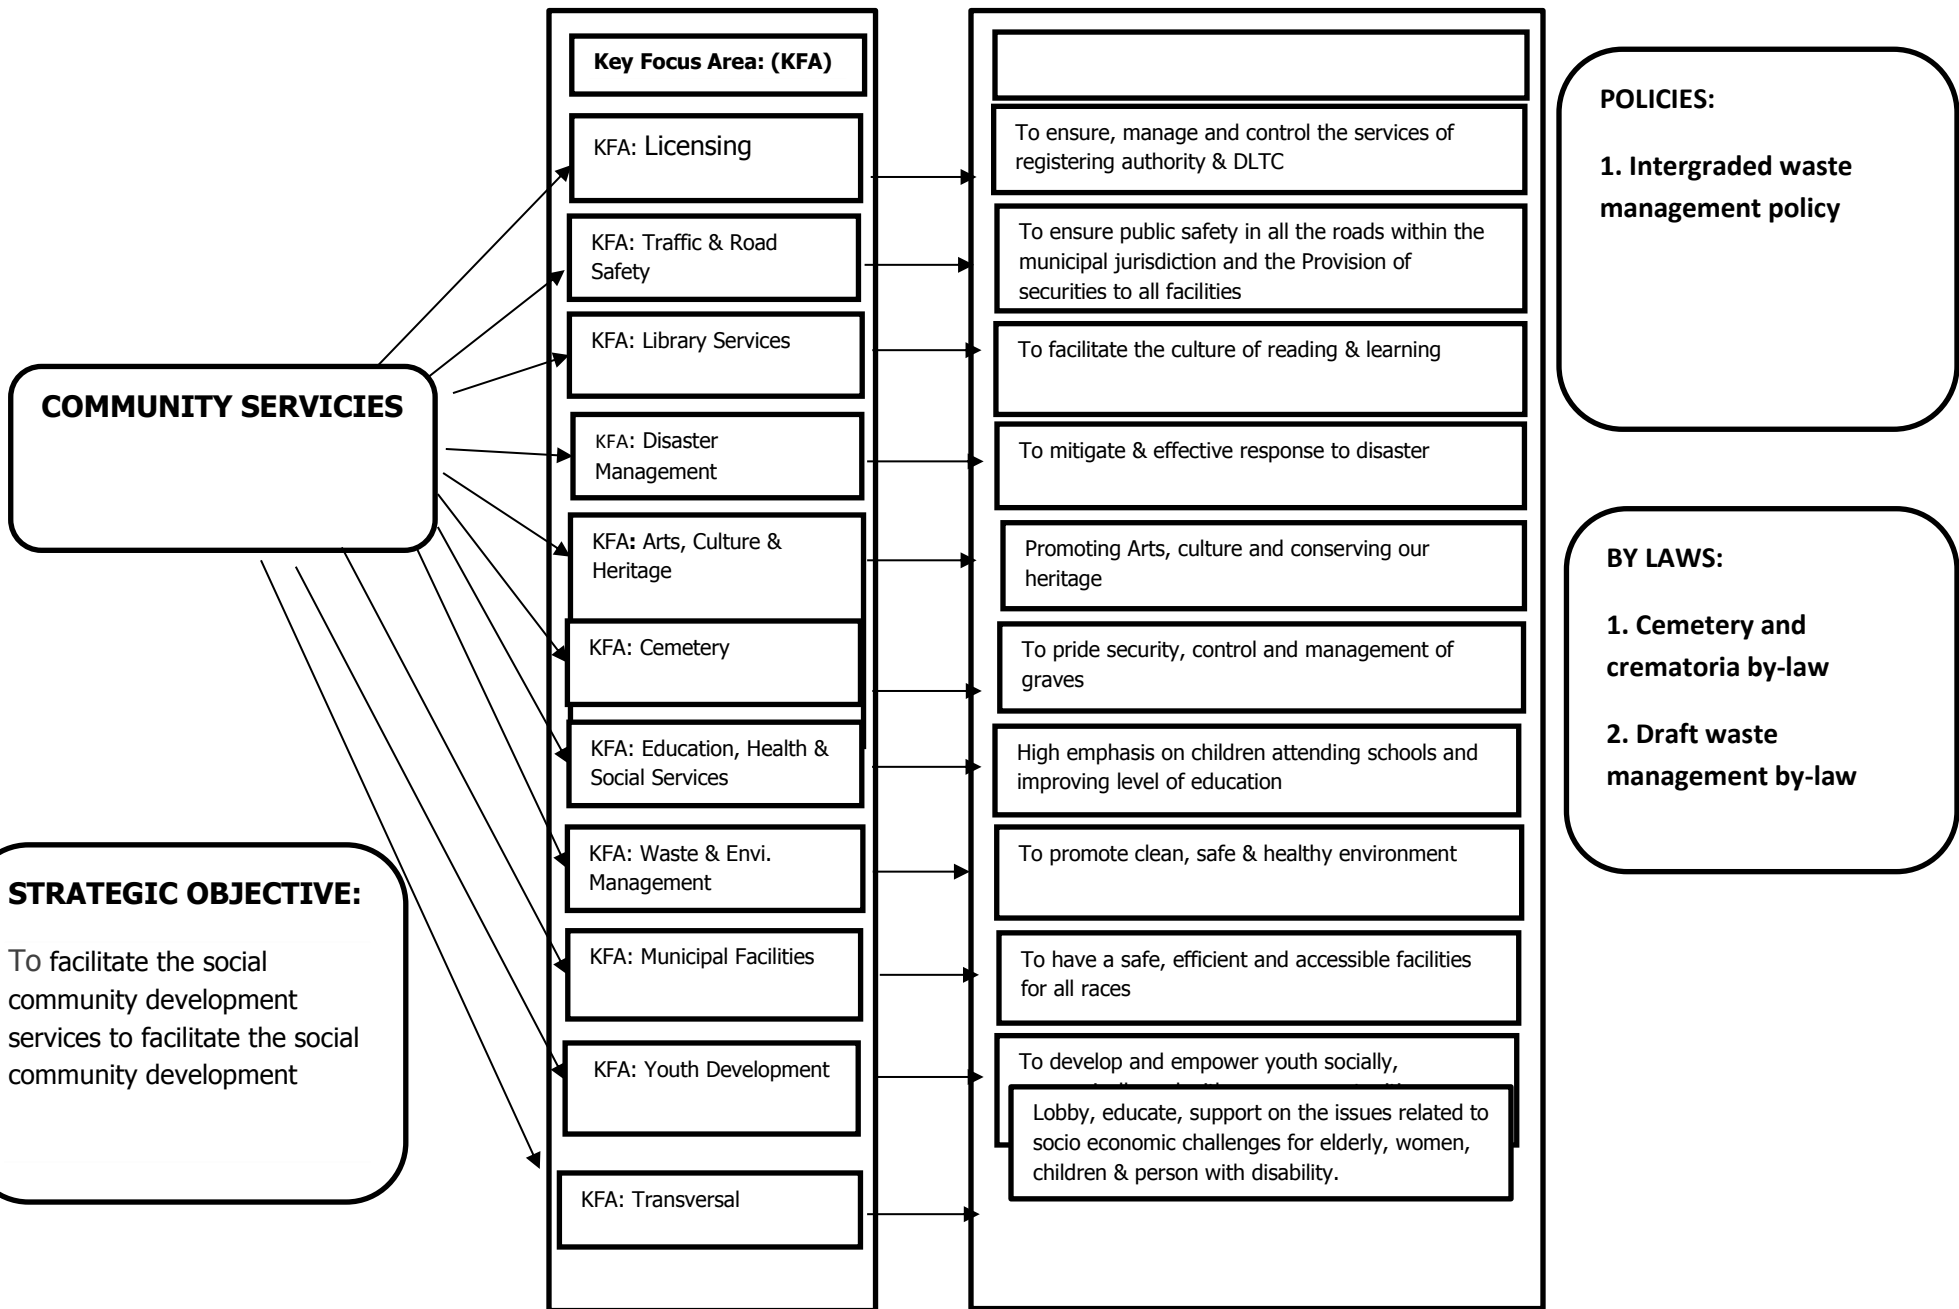 COMMUNITY SERVICIES
STRATEGIC OBJECTIVE:
To facilitate the social
community development
services to facilitate the social
community development
Key Focus Area: (KFA)
KFA: Licensing
KFA: Traffic & Road
Safety
KFA: Library Services
KFA: Disaster
Management
KFA: Arts, Culture &
Heritage
KFA: Cemetery
KFA: Education, Health &
Social Services
KFA: Waste & Envi.
Management
KFA: Municipal Facilities
KFA: Youth Development
KFA: Transversal
To ensure, manage and control the services of
registering authority & DLTC
To ensure public safety in all the roads within the
municipal jurisdiction and the Provision of
securities to all facilities
To facilitate the culture of reading & learning
To mitigate & effective response to disaster
Promoting Arts, culture and conserving our
heritage
To pride security, control and management of
graves
High emphasis on children attending schools and
improving level of education
To promote clean, safe & healthy environment
To have a safe, efficient and accessible facilities
for all races
To develop and empower youth socially,
Lobby, educate, support on the issues related to
socio economic challenges for elderly, women,
children & person with disability.
POLICIES:
1. Intergraded waste
management policy
BY LAWS:
1. Cemetery and
crematoria by-law
2. Draft waste
management by-law